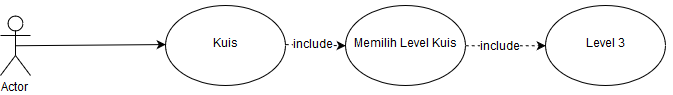 Kuis
include
Memilih Level Kuis
include
Level 3
Actor